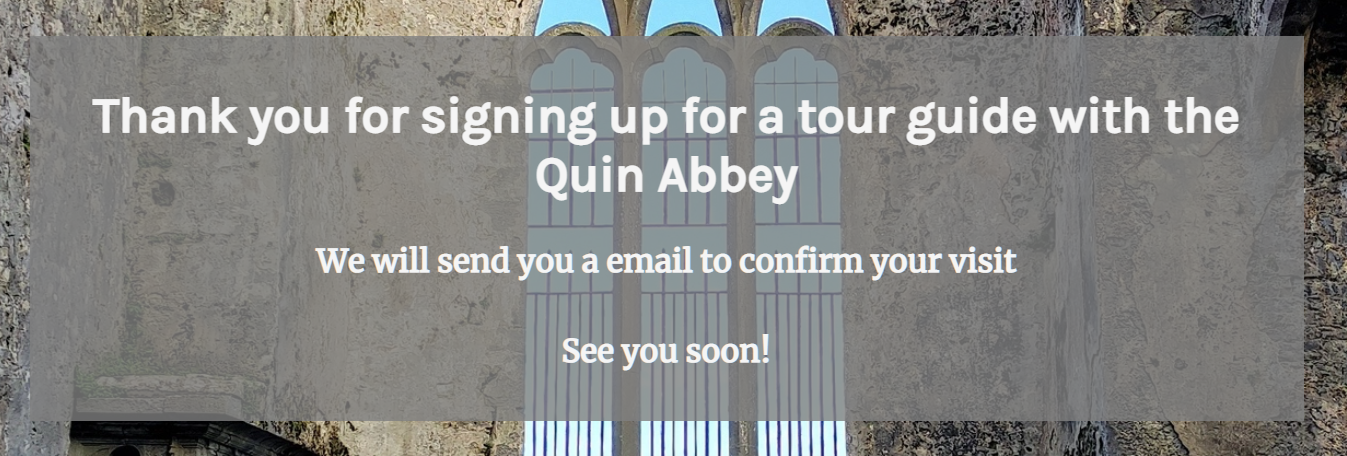 Thank you for signing up for a tour guide with the
Quin Abbey
We will send you a email to confirm your visit
See you soon!